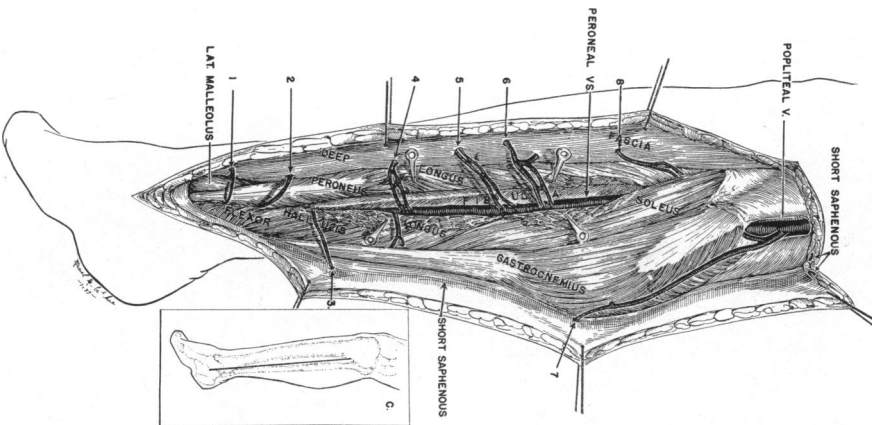 LAT. MALLEOLUS
1
2
4
5
6
PERONEAL VS.
8
POPLITEAL V.
SHORT SAPHENOUS
FASCIA
DEEP
PERONEUS
LONGUS
FIBULA
SOLEUS
FLEXOR
HALLUCIS
LONGUS
GASTROCNEMIUS
3
SHORT SAPHENOUS
7
C.